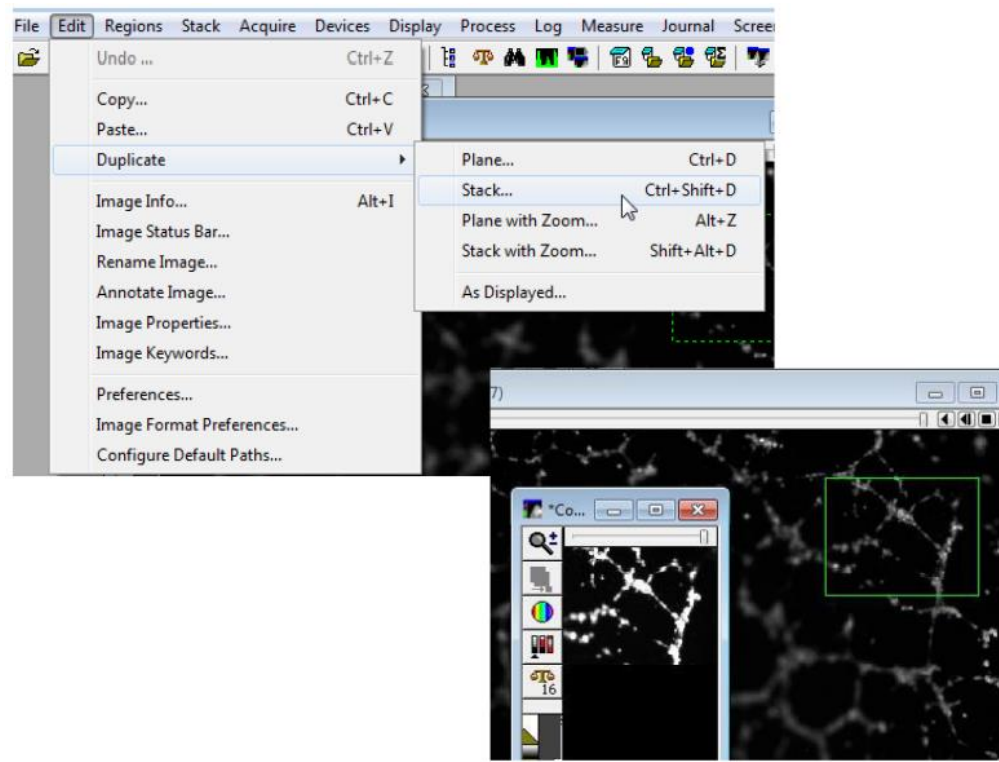 File Edit Regions Stack Acquire Devices Display Process Log Measure Journal Screen
Undo ... Ctrl+Z
Copy... Ctrl+C
Paste... Ctrl+V
Duplicate
Image Info... Alt+I
Image Status Bar...
Rename Image...
Annotate Image...
Image Properties...
Image Keywords...
Preferences...
Image Format Preferences...
Configure Default Paths...
Plane... Ctrl+D
Stack... Ctrl+Shift+D
Plane with Zoom... Alt+Z
Stack with Zoom... Shift+Alt+D
As Displayed...
7)
*Co...
16